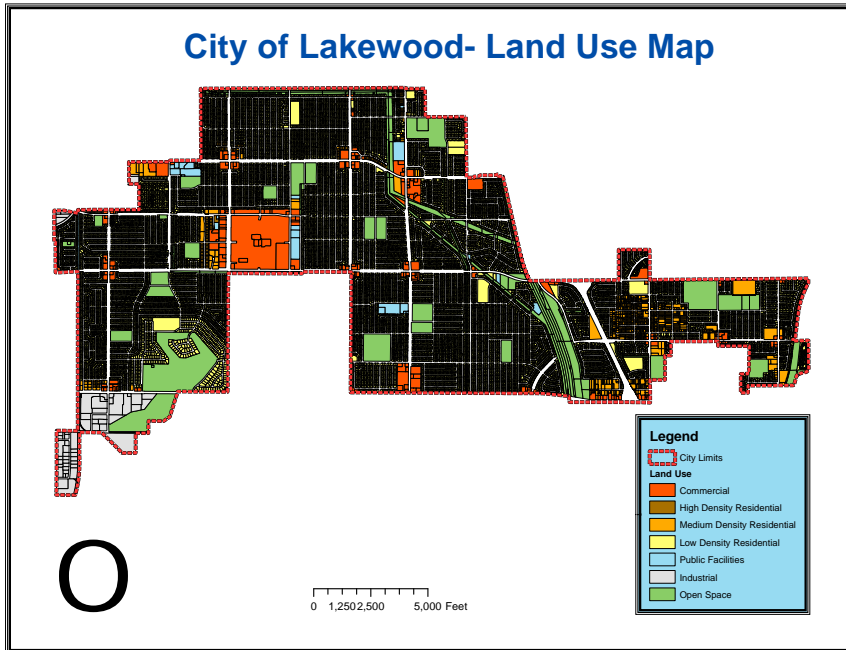 City of Lakewood- Land Use Map
Legend
City Limits
Land Use
Commercial
High Density Residential
Medium Density Residential
Low Density Residential
Public Facilities
Industrial
Open Space
O
0 1,250 2,500 5,000 Feet